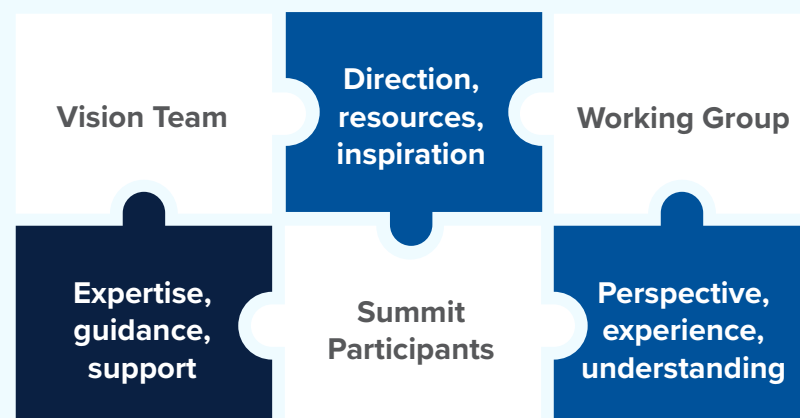 Vision Team
Direction,
resources,
inspiration
Working Group
Expertise,
guidance,
support
Summit
Participants
Perspective,
experience,
understanding